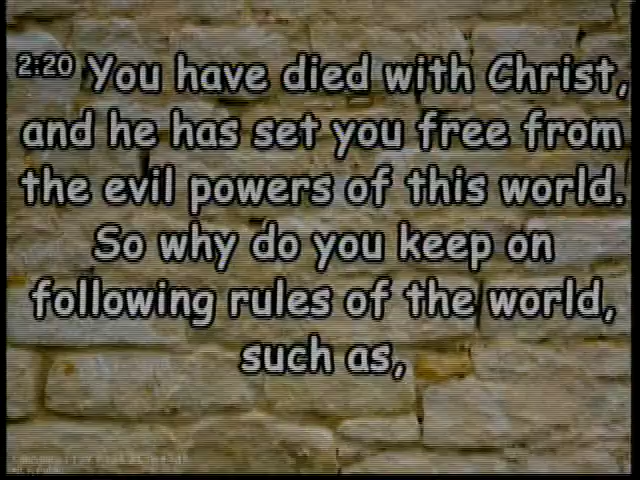 2:20 You have died with Christ,
and he has set you free from
the evil powers of this world.
So why do you keep on
following rules of the world,
such as,